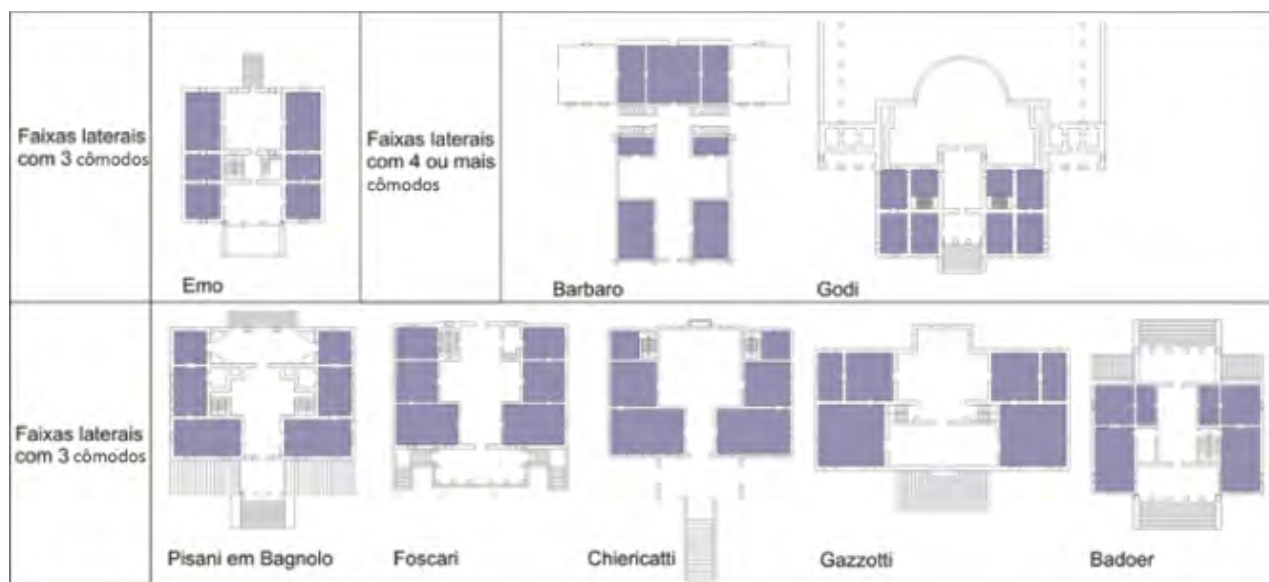 Faixas laterais
com 3 cômodos
Emo
Faixas laterais
com 4 ou mais
cômodos
Barbaro
Godi
Faixas laterais
com 3 cômodos
Pisani em Bagnolo
Foscari
Chiericatti
Gazzotti
Badoer